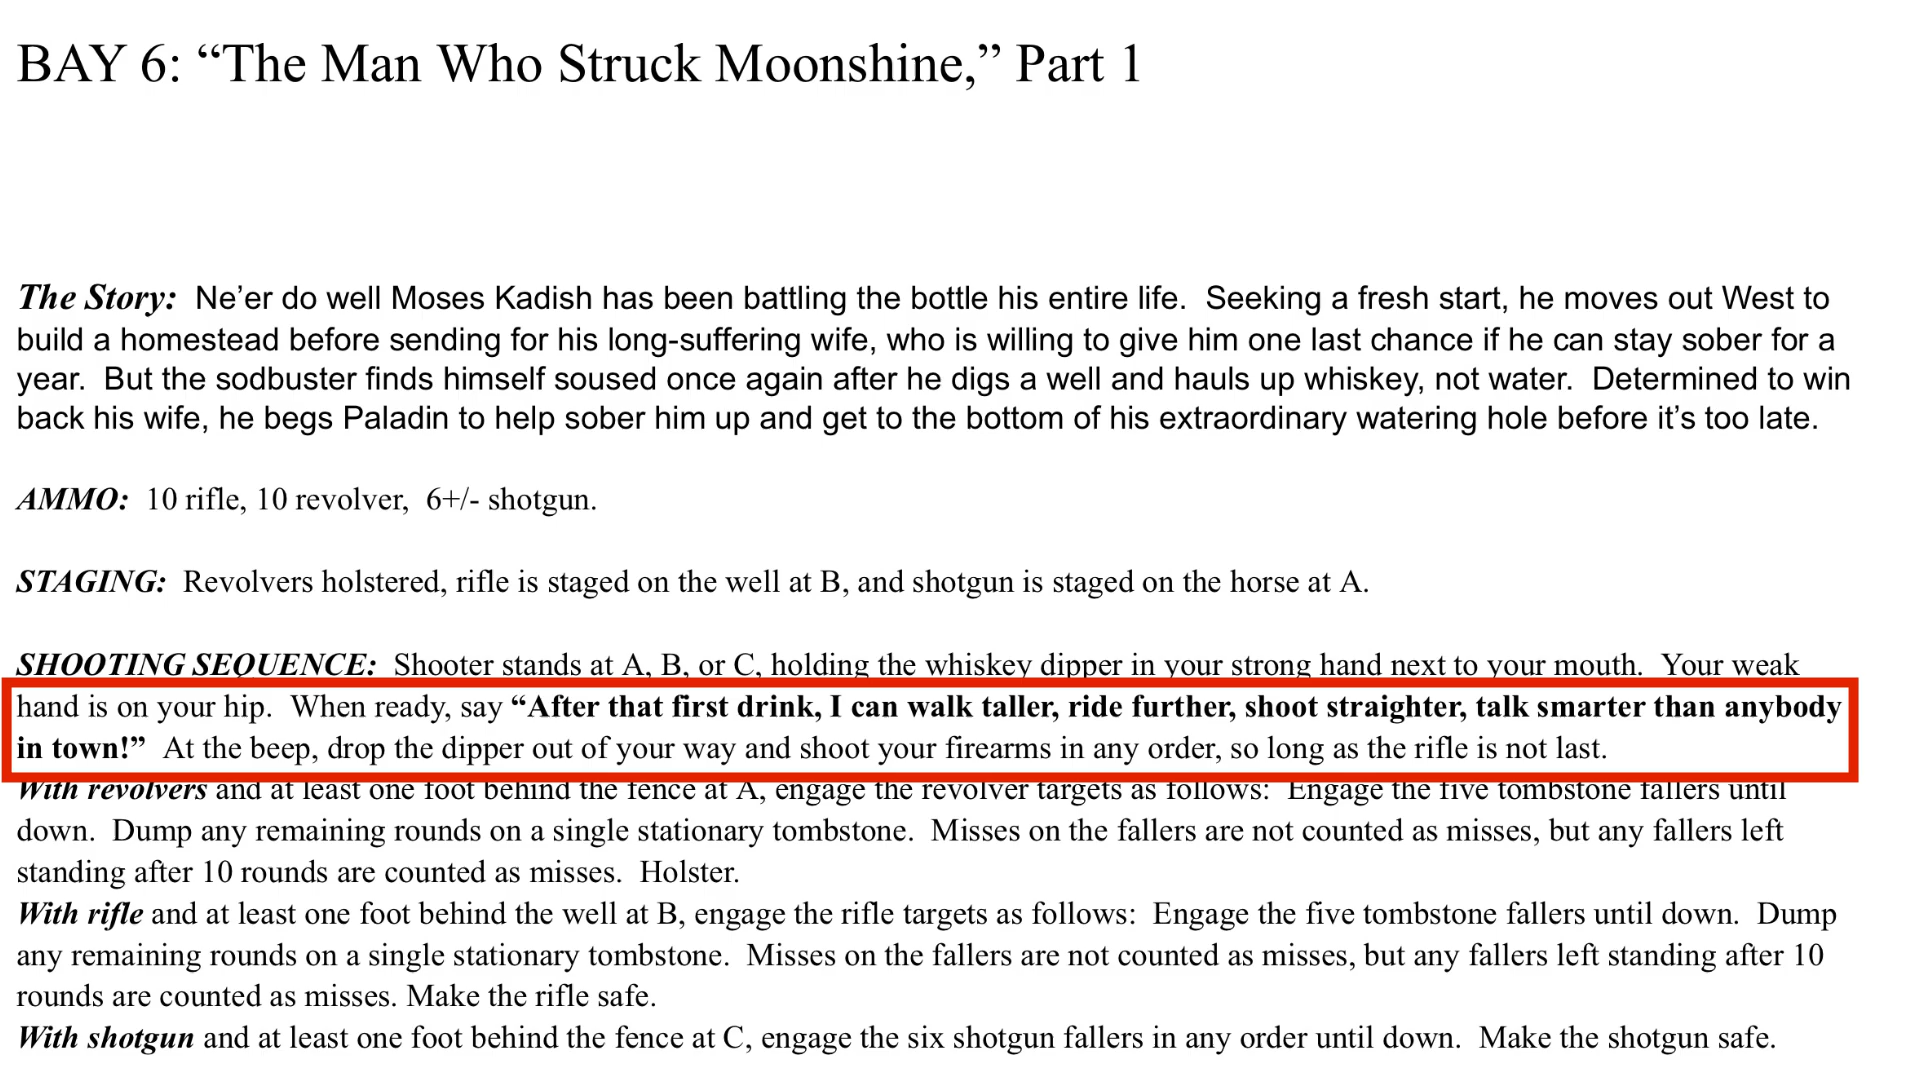 BAY 6: “The Man Who Struck Moonshine,” Part 1
The Story:  Ne’er do well Moses Kadish has been battling the bottle his entire life.  Seeking a fresh start, he moves out West to
build a homestead before sending for his long-suffering wife, who is willing to give him one last chance if he can stay sober for a
year.  But the sodbuster finds himself soused once again after he digs a well and hauls up whiskey, not water.  Determined to win
back his wife, he begs Paladin to help sober him up and get to the bottom of his extraordinary watering hole before it’s too late.
AMMO:  10 rifle, 10 revolver,  6+/- shotgun.
STAGING:  Revolvers holstered, rifle is staged on the well at B, and shotgun is staged on the horse at A.
SHOOTING SEQUENCE:  Shooter stands at A, B, or C, holding the whiskey dipper in your strong hand next to your mouth.  Your weak
hand is on your hip.  When ready, say “After that first drink, I can walk taller, ride further, shoot straighter, talk smarter than anybody
in town!”  At the beep, drop the dipper out of your way and shoot your firearms in any order, so long as the rifle is not last.
With revolvers and at least one foot behind the fence at A, engage the revolver targets as follows:  Engage the five tombstone fallers until
down.  Dump any remaining rounds on a single stationary tombstone.  Misses on the fallers are not counted as misses, but any fallers left
standing after 10 rounds are counted as misses.  Holster.
With rifle and at least one foot behind the well at B, engage the rifle targets as follows:  Engage the five tombstone fallers until down.  Dump
any remaining rounds on a single stationary tombstone.  Misses on the fallers are not counted as misses, but any fallers left standing after 10
rounds are counted as misses. Make the rifle safe.
With shotgun and at least one foot behind the fence at C, engage the six shotgun fallers in any order until down.  Make the shotgun safe.